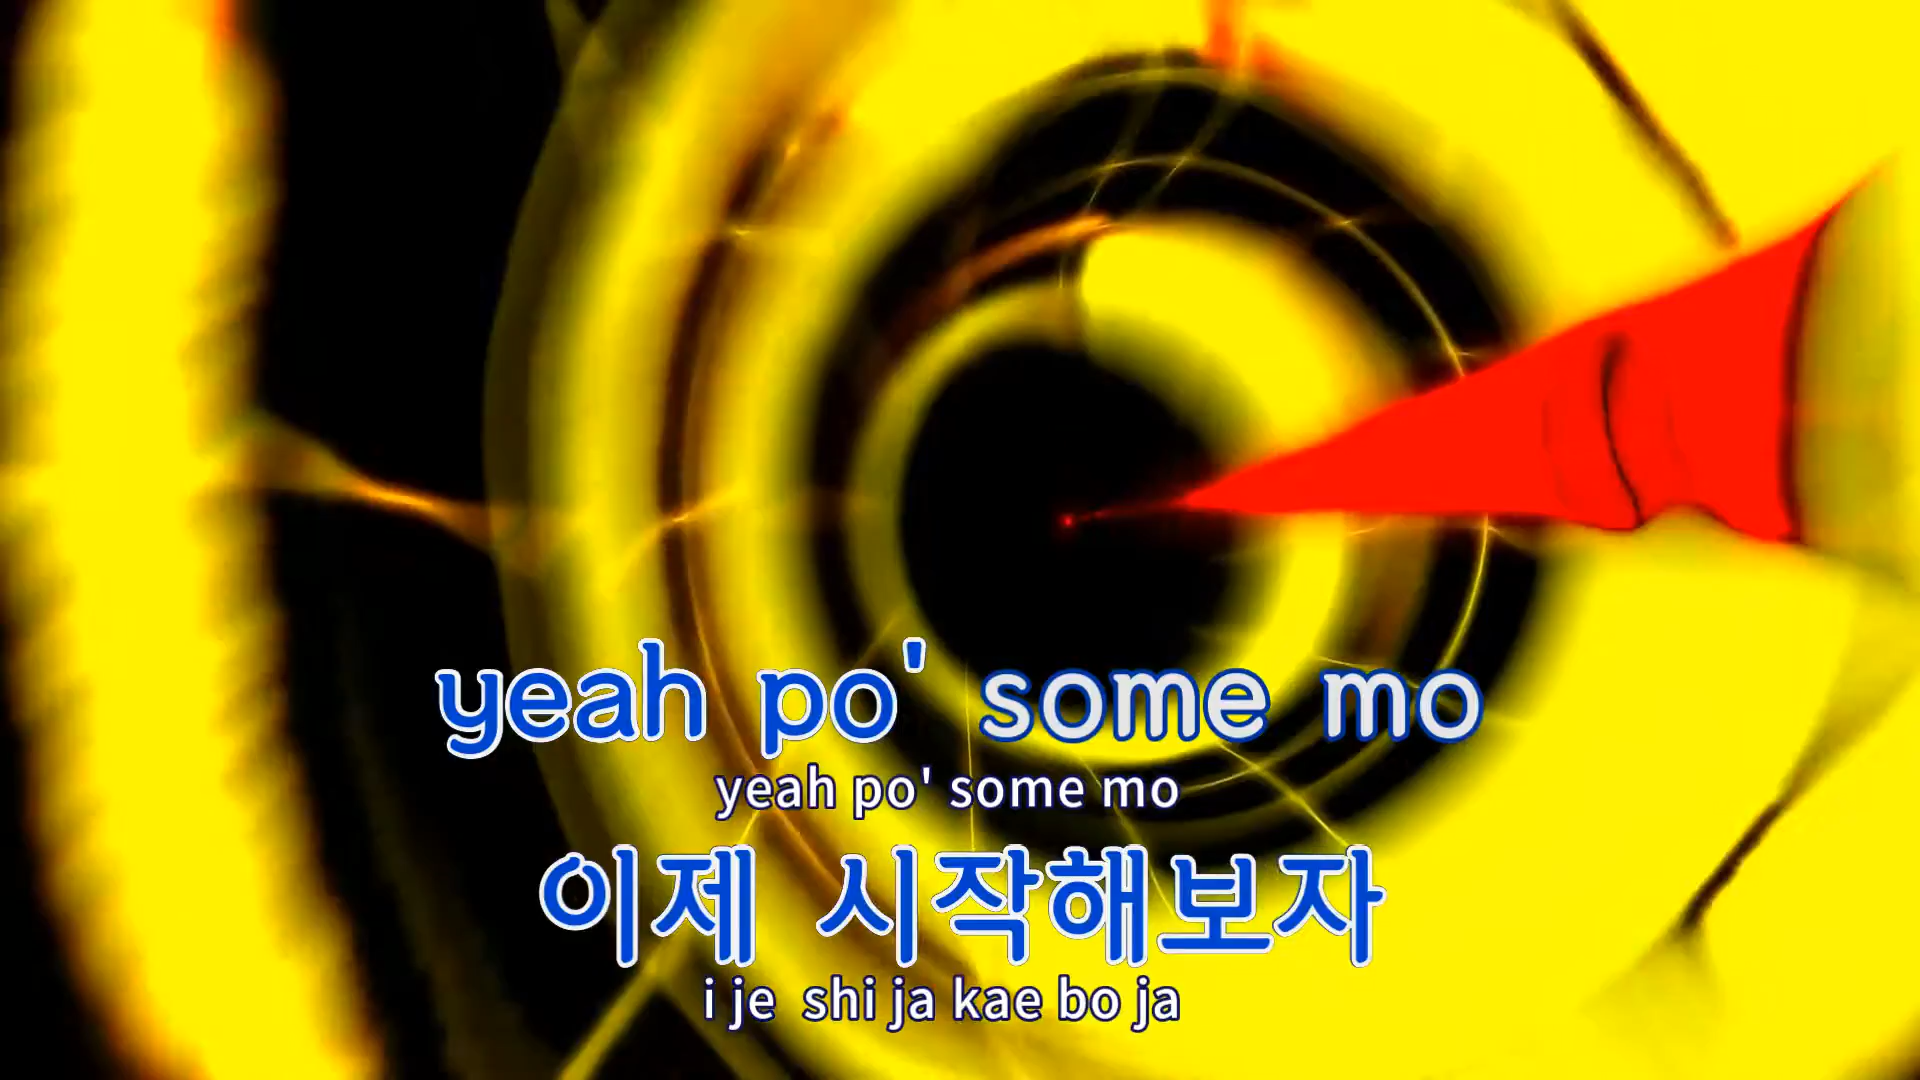 yeah po' some mo
yeah po' some mo
이제 시작해보자
i je shi ja kae bo ja